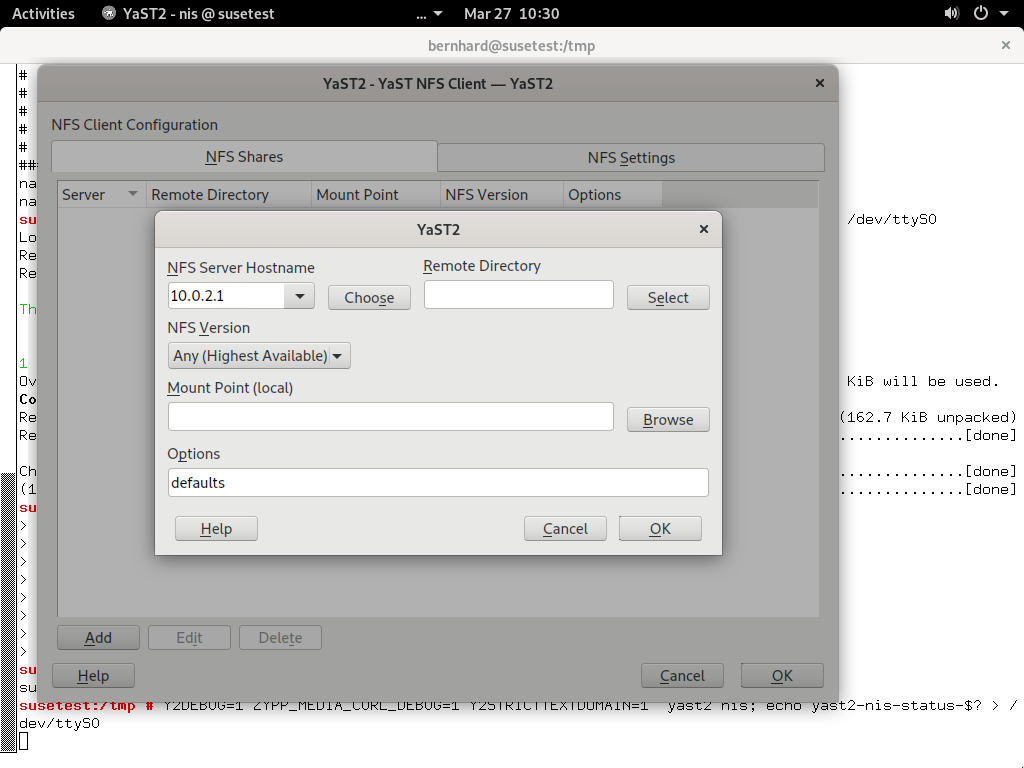 Activities YaST2 - nis @ susetest ... Mar 27 10:30
bernhard@susetest:/tmp ×
#
#
#
#
#
YaST2 - YaST NFS Client — YaST2 ×
NFS Client Configuration
NFS Shares NFS Settings
Server Remote Directory Mount Point NFS Version Options
###
na
na
su /dev/ttyS0
Lo
Re
Re
Th
1
Ov KiB will be used.
Co
Re (162.7 KiB unpacked)
Re ..............[done]
Ch ..............[done]
(1 ..............[done]
su
>
>
>
>
>
>
>
>
su
su
YaST2 ×
NFS Server Hostname Remote Directory
10.0.2.1 Choose Select
NFS Version
Any (Highest Available)
Mount Point (local)
Browse
Options
defaults
Help Cancel OK
Add Edit Delete
Help Cancel OK
susetest:/tmp # Y2DEBUG=1 ZYPP_MEDIA_CURL_DEBUG=1 Y2STRICTTEXTDOMAIN=1 yast2 nis; echo yast2-nis-status-$? > /
dev/ttyS0